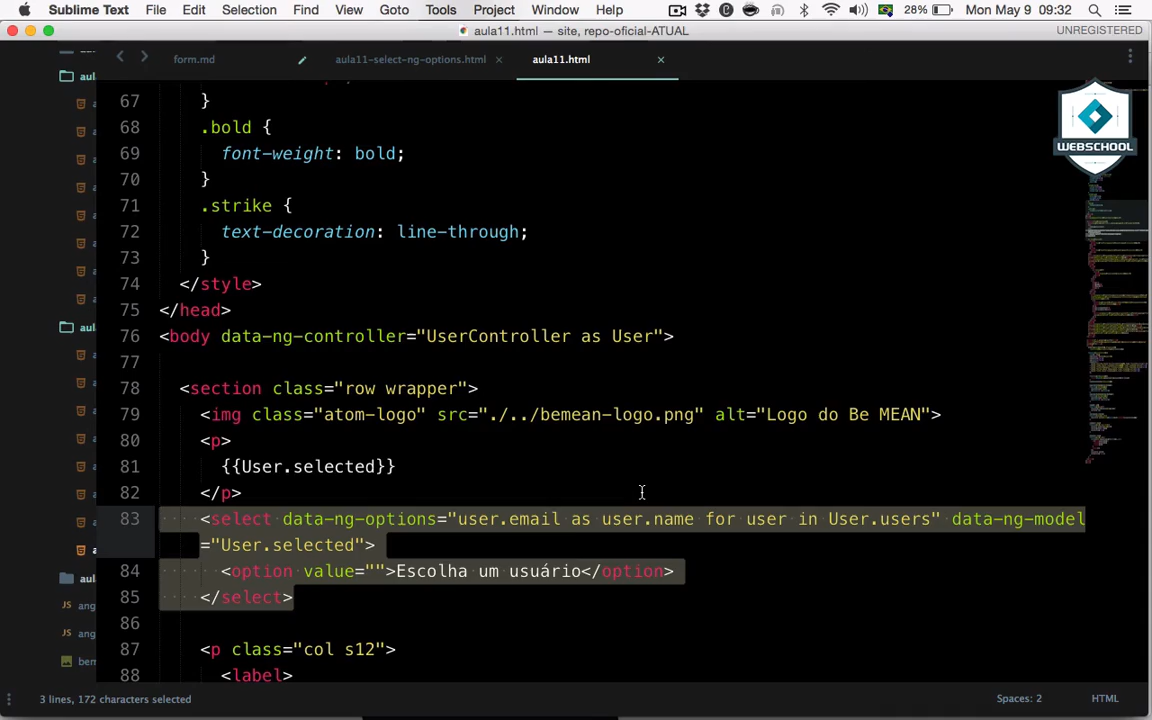 Sublime Text File Edit Selection Find View Goto Tools Project Window Help 28% Mon May 9 09:32
aula11.html — site, repo-oficial-ATUAL UNREGISTERED
form.md aula11-select-ng-options.html × aula11.html ×
WEBSCHOOL
67 }
68 .bold {
69 font-weight: bold;
70 }
71 .strike {
72 text-decoration: line-through;
73 }
74 </style>
75 </head>
76 <body data-ng-controller="UserController as User">
77
78 <section class="row wrapper">
79 <img class="atom-logo" src="./../bemean-logo.png" alt="Logo do Be MEAN">
80 <p>
81 {{User.selected}}
82 </p>
83 <select data-ng-options="user.email as user.name for user in User.users" data-ng-model
="User.selected">
84 <option value="">Escolha um usuário</option>
85 </select>
86
87 <p class="col s12">
88 <label>
aul
aul
aul
ang
ang
bem
3 lines, 172 characters selected Spaces: 2 HTML